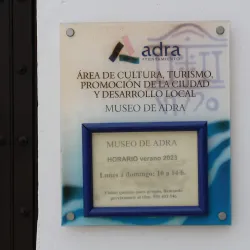 adra
AYUNTAMIENTO
ÁREA DE CULTURA, TURISMO,
PROMOCIÓN DE LA CIUDAD
Y DESARROLLO LOCAL
MUSEO DE ADRA
MUSEO DE ADRA
HORARIO verano 2023
Lunes a domingo, 10 a 14 h.